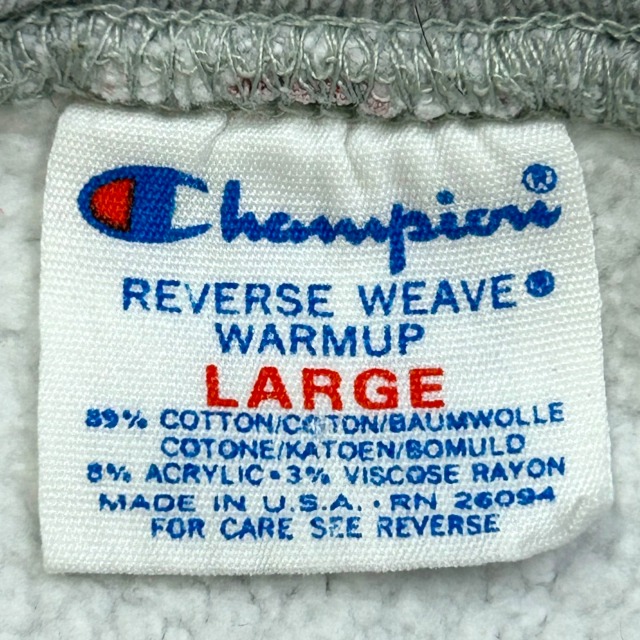 Champion®
REVERSE WEAVE®
WARMUP
LARGE
89% COTTON/COTON/BAUMWOLLE
COTONE/KATOEN/BOMULD
8% ACRYLIC•3% VISCOSE RAYON
MADE IN U.S.A. • RN 26094
FOR CARE SEE REVERSE